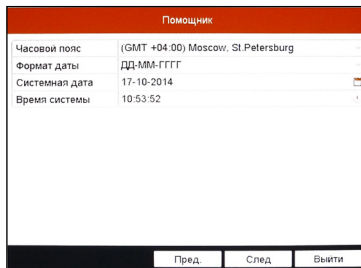 Помощник
Часовой пояс (GMT +04:00) Moscow, St.Petersburg
Формат даты ДД-ММ-ГГГГ
Системная дата 17-10-2014
Время системы 10:53:52
Пред. След Выйти